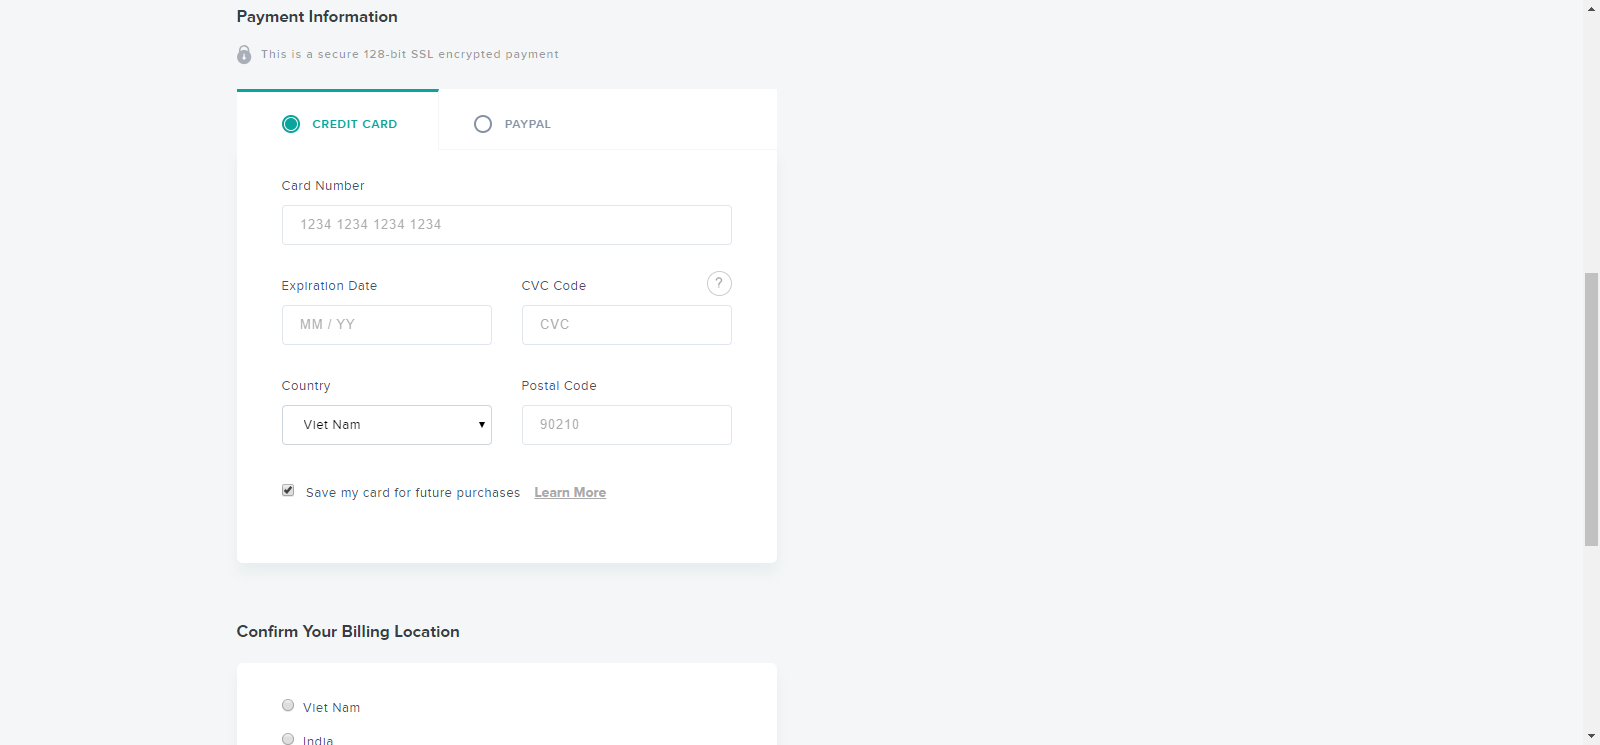 Payment Information
This is a secure 128-bit SSL encrypted payment
CREDIT CARD PAYPAL
Card Number
1234 1234 1234 1234
Expiration Date CVC Code ?
MM / YY CVC
Country Postal Code
Viet Nam 90210
Save my card for future purchases Learn More
Confirm Your Billing Location
Viet Nam
India